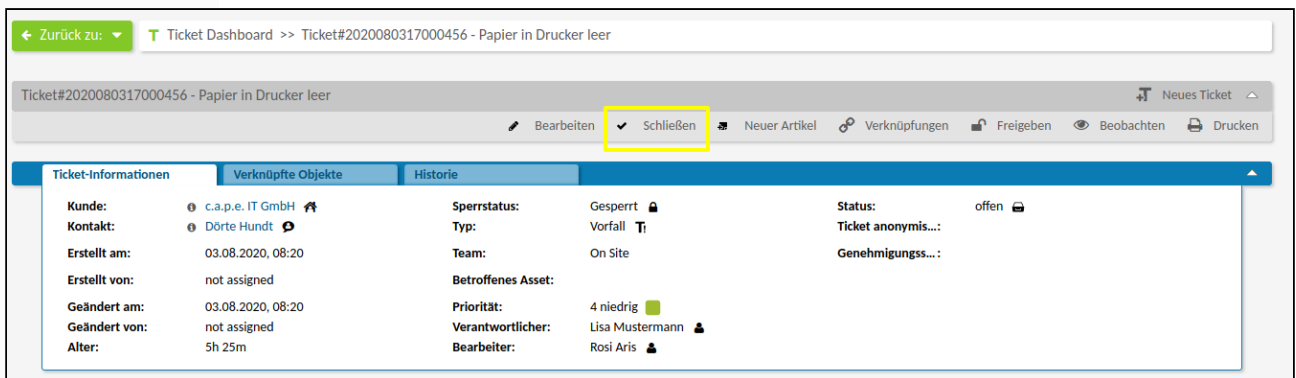 Zurück zu: Ticket Dashboard >> Ticket#2020080317000456 - Papier in Drucker leer
Ticket#2020080317000456 - Papier in Drucker leer Neues Ticket
Bearbeiten Schließen Neuer Artikel Verknüpfungen Freigeben Beobachten Drucken
Ticket-Informationen Verknüpfte Objekte Historie
Kunde: c.a.p.e. IT GmbH Sperrstatus: Gesperrt Status: offen
Kontakt: Dörte Hundt Typ: Vorfall Ticket anonymis...:
Erstellt am: 03.08.2020, 08:20 Team: On Site Genehmigungss...:
Erstellt von: not assigned Betroffenes Asset:
Geändert am: 03.08.2020, 08:20 Priorität: 4 niedrig
Geändert von: not assigned Verantwortlicher: Lisa Mustermann
Alter: 5h 25m Bearbeiter: Rosi Aris